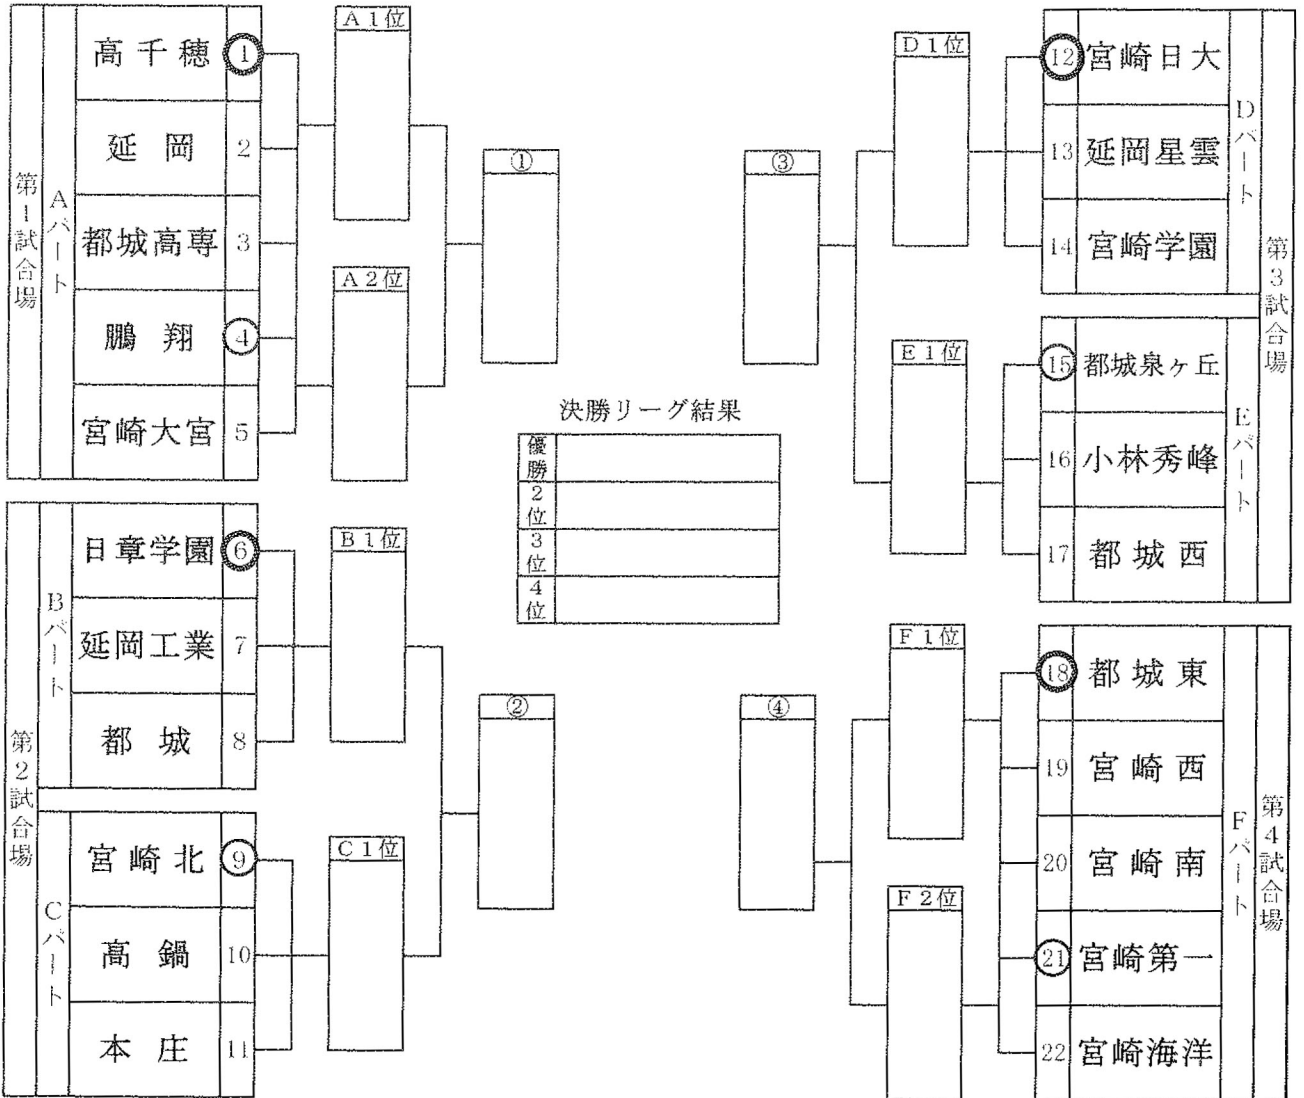 第1試合場
Aパート
高千穂 ①
延岡 2
都城高専 3
鵬翔 ④
宮崎大宮 5
A1位
A2位
①
第2試合場
Bパート
日章学園 ⑥
延岡工業 7
都城 8
B1位
Cパート
宮崎北 ⑨
高鍋 10
本庄 11
C1位
②
決勝リーグ結果
優勝
2位
3位
4位
③
D1位
⑫ 宮崎日大
13 延岡星雲
14 宮崎学園
Dパート
第3試合場
E1位
⑮ 都城泉ヶ丘
16 小林秀峰
17 都城西
Eパート
④
F1位
F2位
⑱ 都城東
19 宮崎西
20 宮崎南
㉑ 宮崎第一
22 宮崎海洋
Fパート
第4試合場